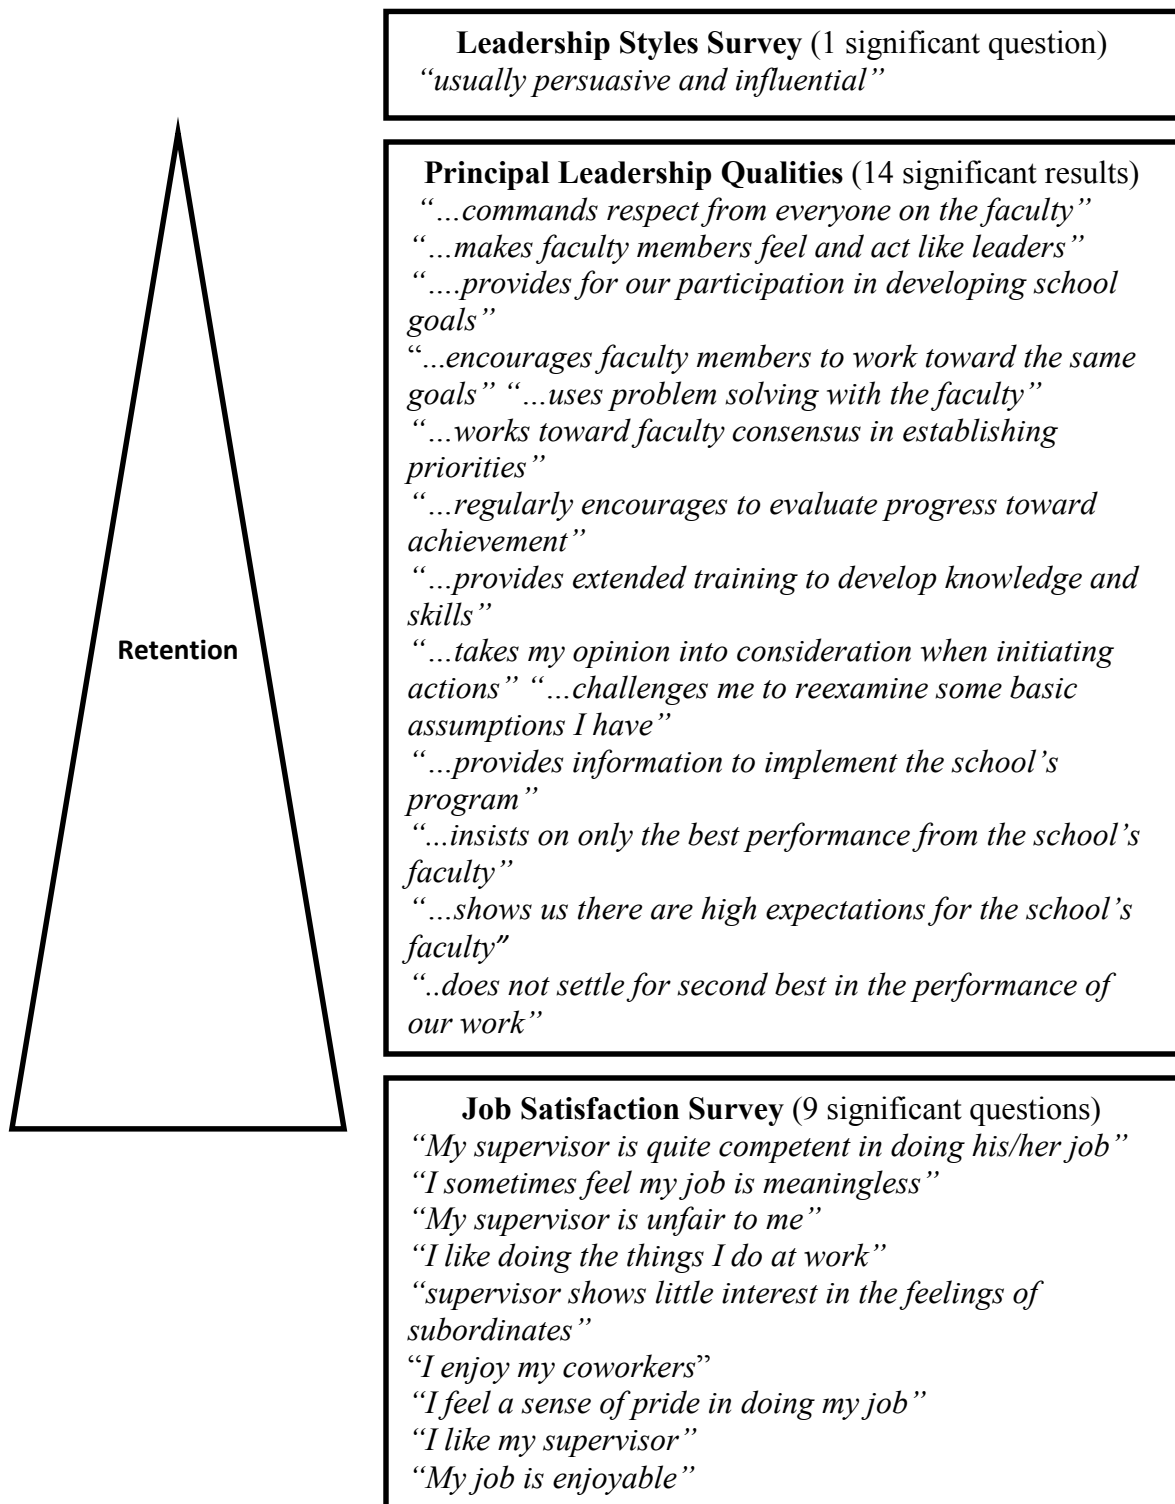 Leadership Styles Survey (1 significant question)
“usually persuasive and influential”
Principal Leadership Qualities (14 significant results)
“…commands respect from everyone on the faculty”
“…makes faculty members feel and act like leaders”
“….provides for our participation in developing school
goals”
“…encourages faculty members to work toward the same
goals” “…uses problem solving with the faculty”
“…works toward faculty consensus in establishing
priorities”
“…regularly encourages to evaluate progress toward
achievement”
“…provides extended training to develop knowledge and
skills”
Retention
“…takes my opinion into consideration when initiating
actions” “…challenges me to reexamine some basic
assumptions I have”
“…provides information to implement the school’s
program”
“…insists on only the best performance from the school’s
faculty”
“…shows us there are high expectations for the school’s
faculty”
“..does not settle for second best in the performance of
our work”
Job Satisfaction Survey (9 significant questions)
“My supervisor is quite competent in doing his/her job”
“I sometimes feel my job is meaningless”
“My supervisor is unfair to me”
“I like doing the things I do at work”
“supervisor shows little interest in the feelings of
subordinates”
“I enjoy my coworkers”
“I feel a sense of pride in doing my job”
“I like my supervisor”
“My job is enjoyable”